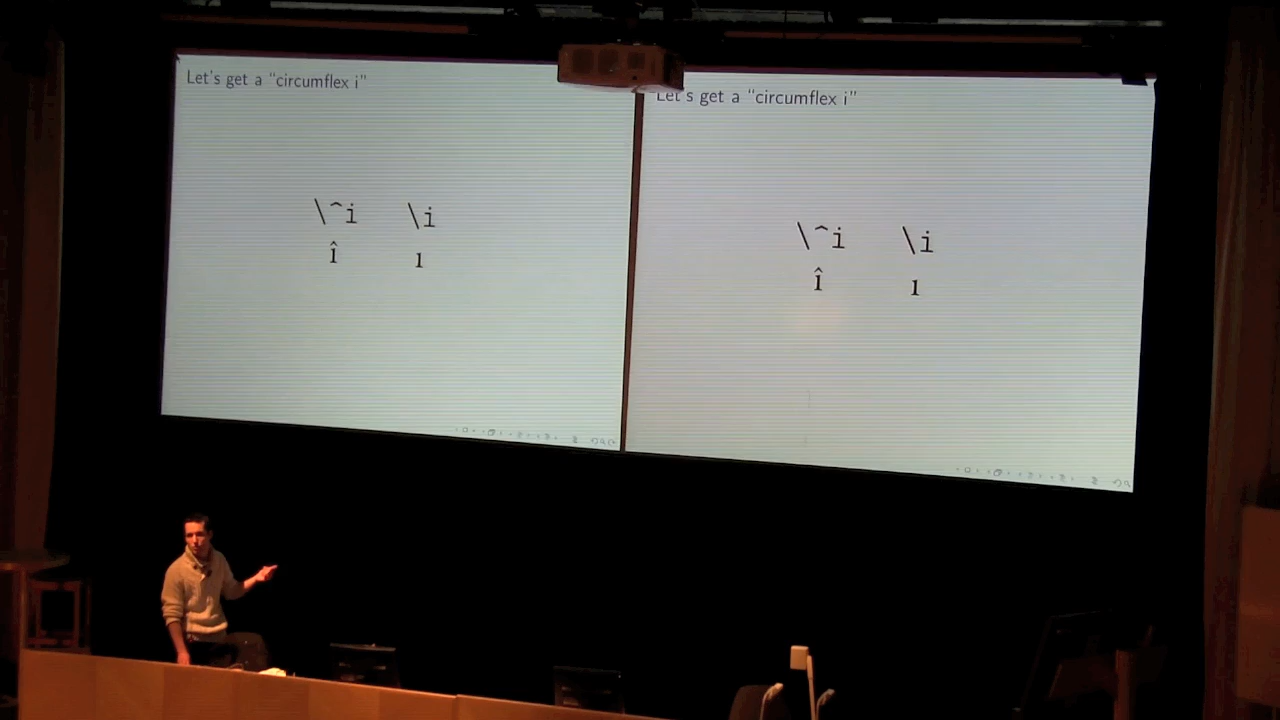 Let's get a “circumflex i”
\^i \i
î ı
Let's get a “circumflex i”
\^i \i
î ı